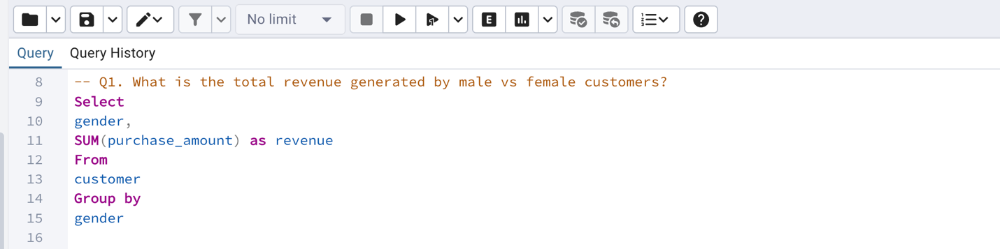 No limit
E
Query Query History
8 -- Q1. What is the total revenue generated by male vs female customers?
9 Select
10 gender,
11 SUM(purchase_amount) as revenue
12 From
13 customer
14 Group by
15 gender
16